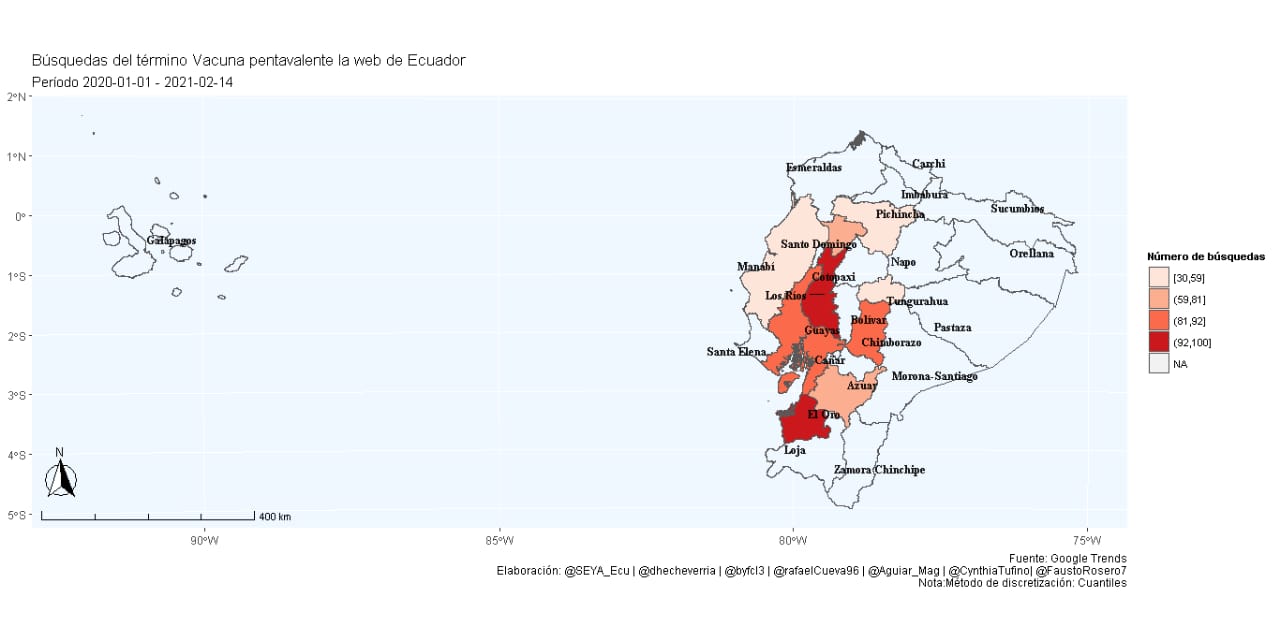 Búsquedas del término Vacuna pentavalente la web de Ecuador
Período 2020-01-01 - 2021-02-14
2°N
1°N
0°
1°S
2°S
3°S
4°S
5°S
90°W
85°W
80°W
75°W
Esmeraldas
Carchi
Imbabura
Sucumbios
Pichincha
Galápagos
Santo Domingo
Orellana
Napo
Manabí
Cotopaxi
Los Ríos
Tungurahua
Bolívar
Pastaza
Guayas
Chimborazo
Santa Elena
Cañar
Morona-Santiago
Azuay
El Oro
Loja
Zamora Chinchipe
N
400 km
Número de búsquedas
[30,59]
(59,81]
(81,92]
(92,100]
NA
Fuente: Google Trends
Elaboración: @SEYA_Ecu | @dhecheverria | @byfcl3 | @rafaelCueva96 | @Aguiar_Mag | @CynthiaTufino| @FaustoRosero7
Nota:Método de discretización: Cuantiles